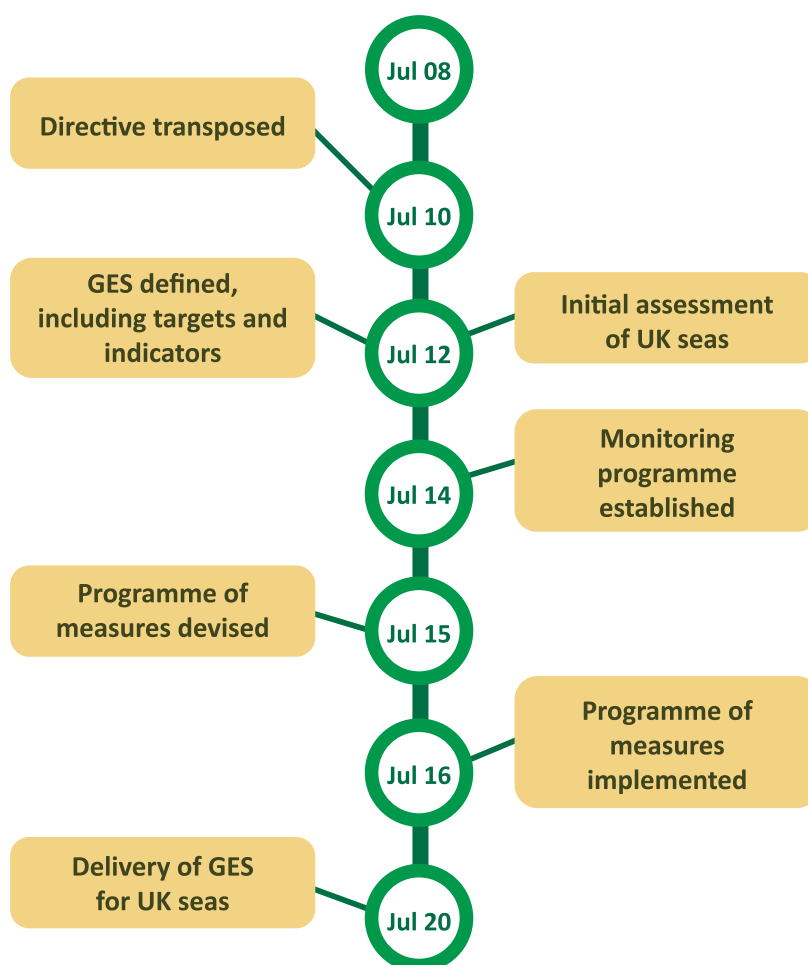 Jul 08
Directive transposed
Jul 10
GES defined,
including targets and
indicators
Initial assessment
of UK seas
Jul 12
Monitoring
programme
established
Jul 14
Programme of
measures devised
Jul 15
Programme of
measures
implemented
Jul 16
Delivery of GES
for UK seas
Jul 20